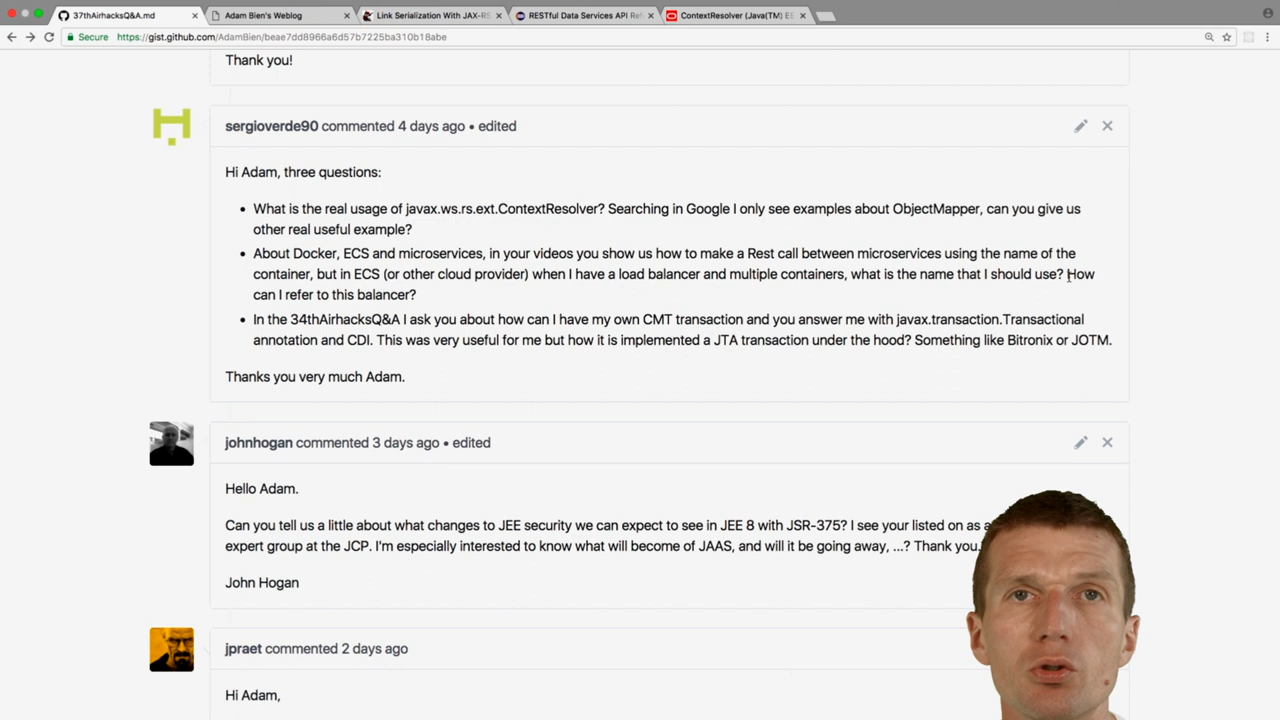 37thAirhacksQ&A.md
Adam Bien's Weblog
Link Serialization With JAX-RS
RESTful Data Services API Re
ContextResolver (Java(TM) EE
Secure https://gist.github.com/AdamBien/beae7dd8966a6d57b7225ba310b18abe
Thank you!
sergioverde90 commented 4 days ago • edited
Hi Adam, three questions:
• What is the real usage of javax.ws.rs.ext.ContextResolver? Searching in Google I only see examples about ObjectMapper, can you give us
other real useful example?
• About Docker, ECS and microservices, in your videos you show us how to make a Rest call between microservices using the name of the
container, but in ECS (or other cloud provider) when I have a load balancer and multiple containers, what is the name that I should use? How
can I refer to this balancer?
• In the 34thAirhacksQ&A I ask you about how can I have my own CMT transaction and you answer me with javax.transaction.Transactional
annotation and CDI. This was very useful for me but how it is implemented a JTA transaction under the hood? Something like Bitronix or JOTM.
Thanks you very much Adam.
johnhogan commented 3 days ago • edited
Hello Adam.
Can you tell us a little about what changes to JEE security we can expect to see in JEE 8 with JSR-375? I see your listed on as a
expert group at the JCP. I'm especially interested to know what will become of JAAS, and will it be going away, ...? Thank you.
John Hogan
jpraet commented 2 days ago
Hi Adam,